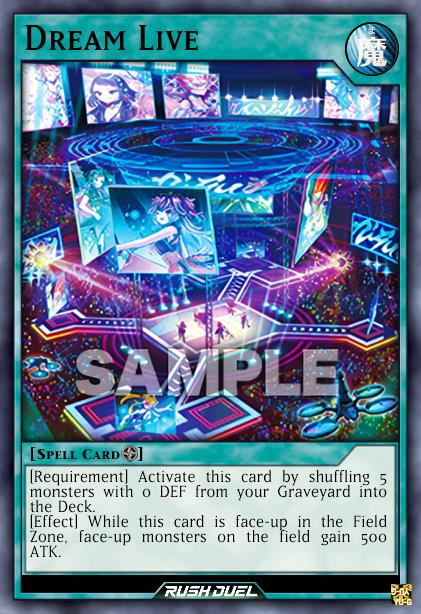 Dream Live
ま
魔
SAMPLE
[Spell Card]
[Requirement] Activate this card by shuffling 5
monsters with 0 DEF from your Graveyard into
the Deck.
[Effect] While this card is face-up in the Field
Zone, face-up monsters on the field gain 500
ATK.
RUSH DUEL